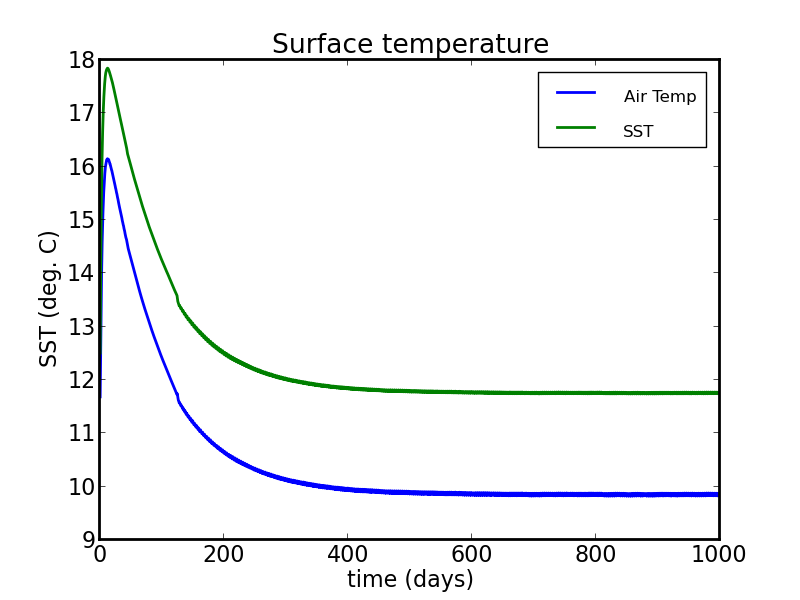 Surface temperature
18
17
16
15
14
13
12
11
10
9
SST (deg. C)
Air Temp
SST
0 200 400 600 800 1000
time (days)